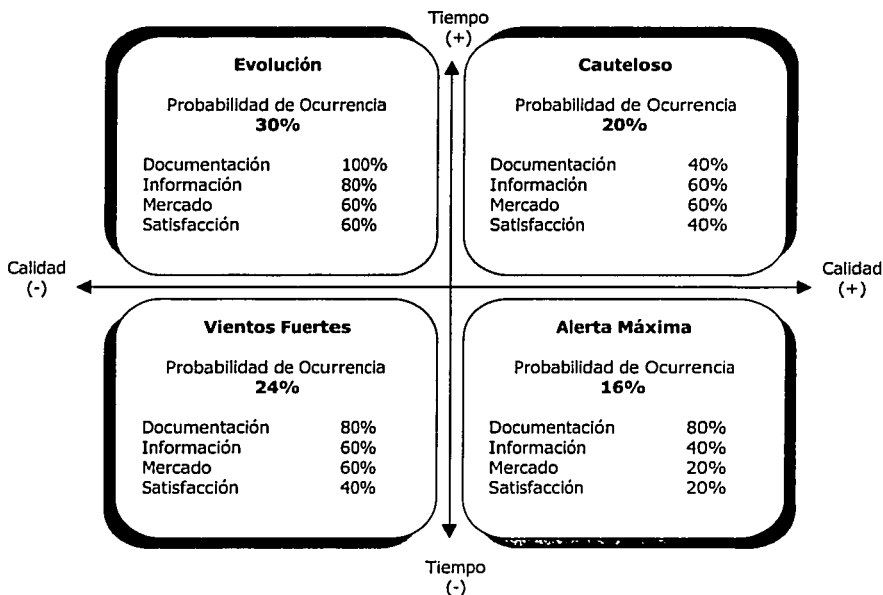 Tiempo
(+)
Evolución
Probabilidad de Ocurrencia
30%
Documentación 100%
Información 80%
Mercado 60%
Satisfacción 60%
Cauteloso
Probabilidad de Ocurrencia
20%
Documentación 40%
Información 60%
Mercado 60%
Satisfacción 40%
Calidad
(-)
Calidad
(+)
Vientos Fuertes
Probabilidad de Ocurrencia
24%
Documentación 80%
Información 60%
Mercado 60%
Satisfacción 40%
Alerta Máxima
Probabilidad de Ocurrencia
16%
Documentación 80%
Información 40%
Mercado 20%
Satisfacción 20%
Tiempo
(-)